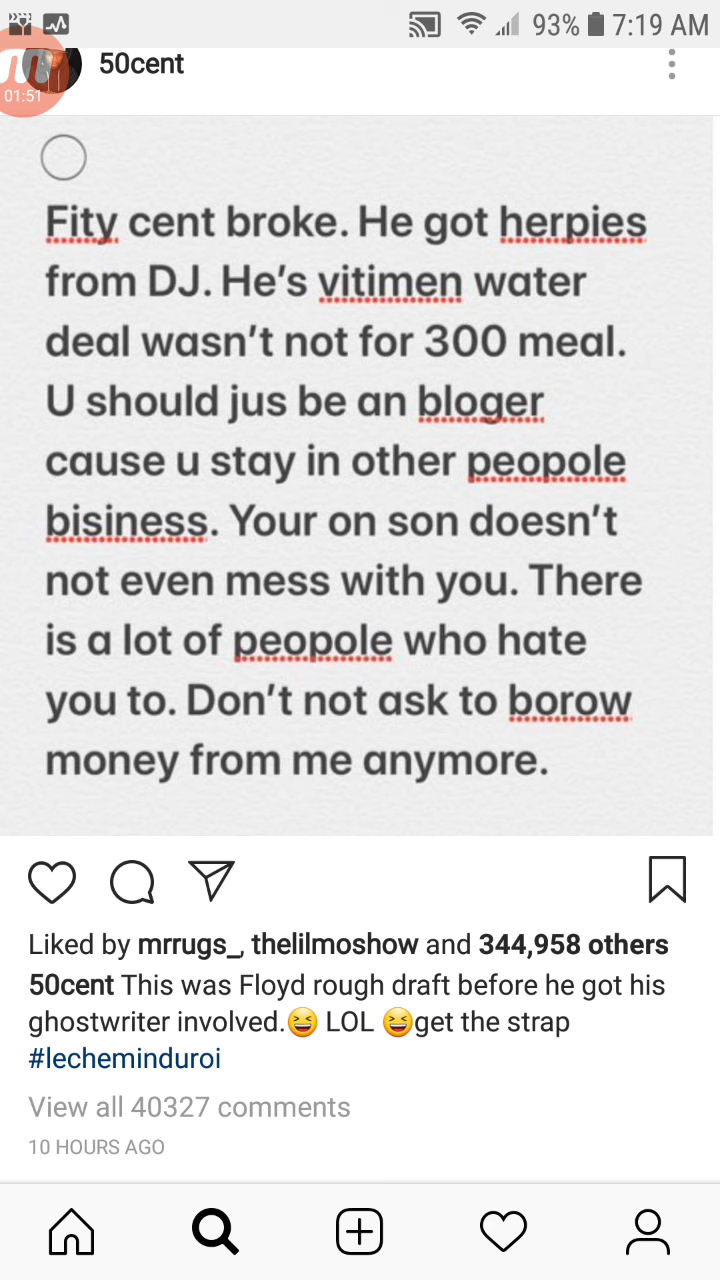 93% 7:19 AM
01:51
50cent
Fity cent broke. He got herpies
from DJ. He's vitimen water
deal wasn't not for 300 meal.
U should jus be an bloger
cause u stay in other peopole
bisiness. Your on son doesn't
not even mess with you. There
is a lot of peopole who hate
you to. Don't not ask to borow
money from me anymore.
Liked by mrrugs_, thelilmoshow and 344,958 others
50cent This was Floyd rough draft before he got his
ghostwriter involved.😆 LOL 😆get the strap
#lecheminduroi
View all 40327 comments
10 HOURS AGO